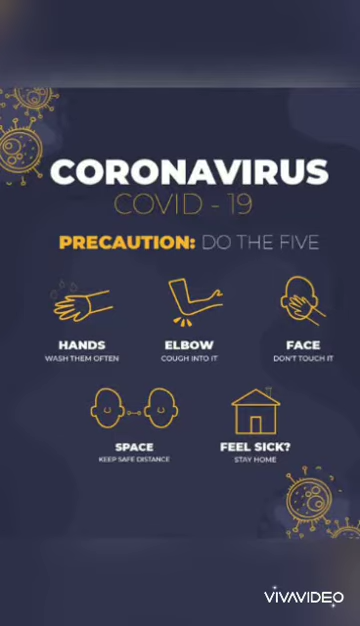 CORONAVIRUS
COVID - 19
PRECAUTION: DO THE FIVE
HANDS
WASH THEM OFTEN
ELBOW
COUGH INTO IT
FACE
DON'T TOUCH IT
SPACE
KEEP SAFE DISTANCE
FEEL SICK?
STAY HOME
VIVAVIDEO